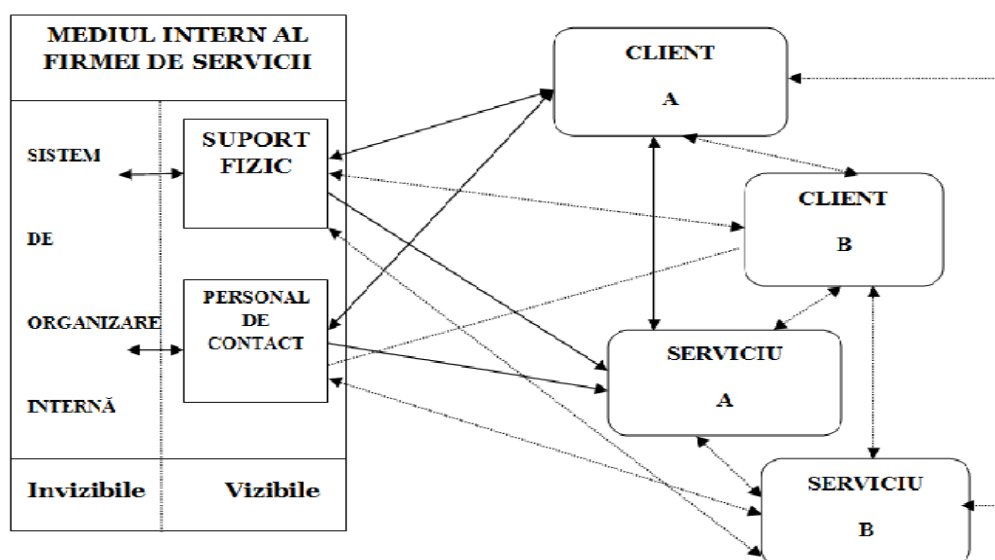 MEDIUL INTERN AL
FIRMEI DE SERVICII
SISTEM
DE
ORGANIZARE
INTERNĂ
SUPORT
FIZIC
PERSONAL
DE
CONTACT
Invizibile
Vizibile
CLIENT
A
CLIENT
B
SERVICIU
A
SERVICIU
B